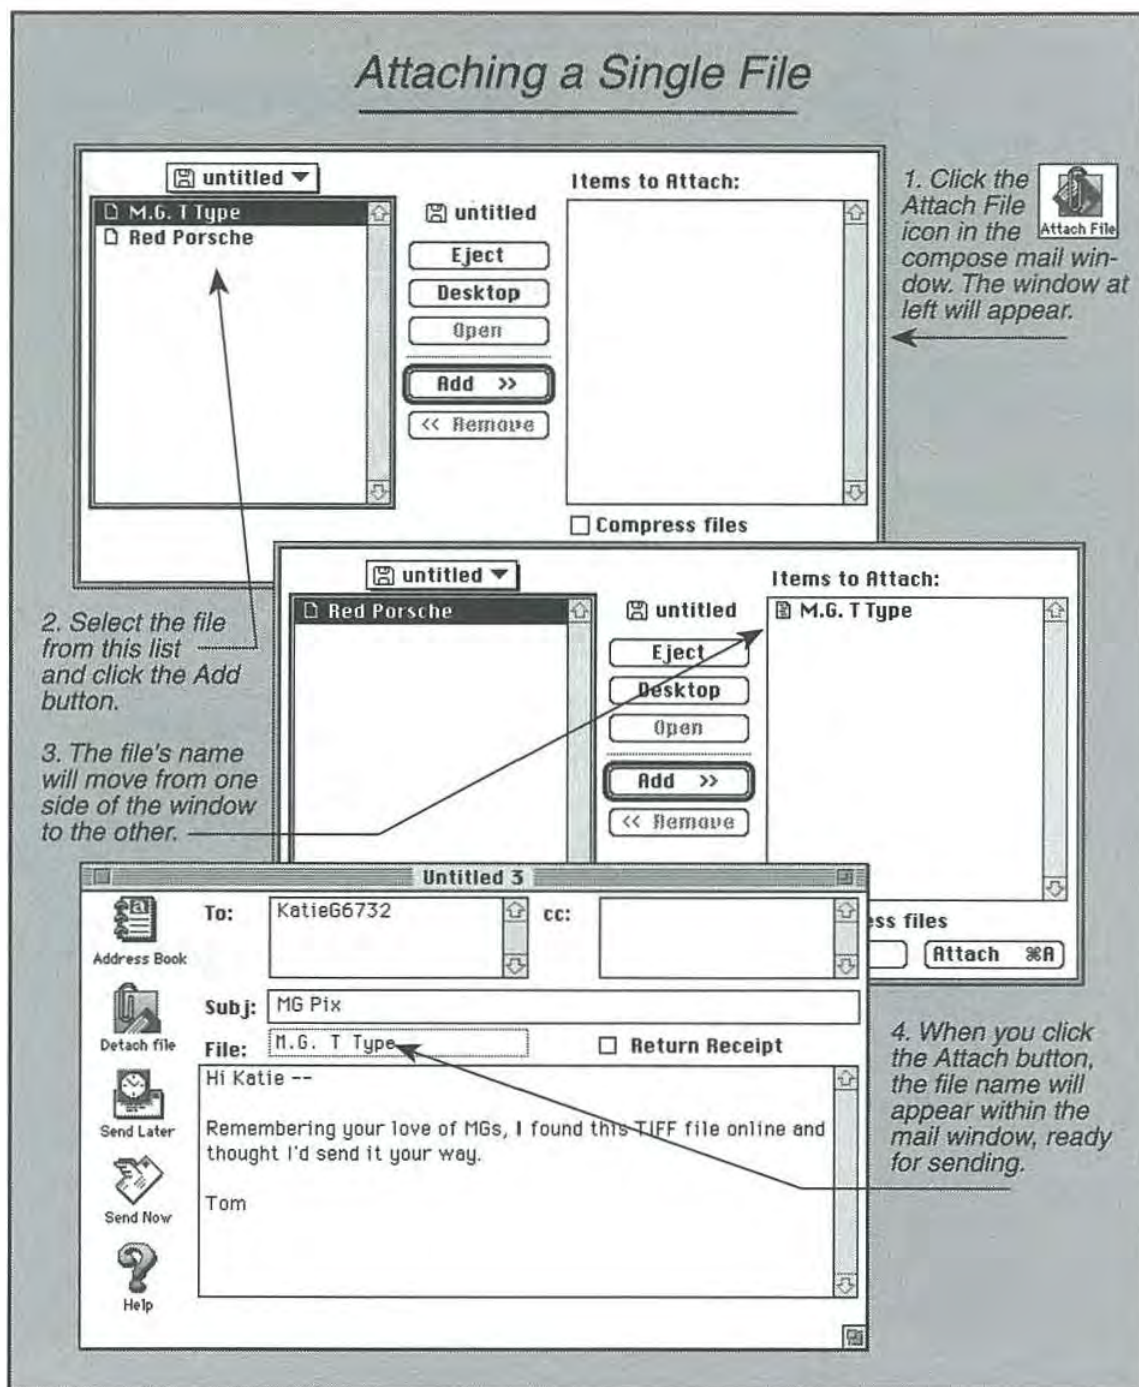 Attaching a Single File
untitled
M.G. T Type
Red Porsche
untitled
Eject
Desktop
Open
Add >>
<< Remove
Items to Attach:
Compress files
1. Click the
Attach File
icon in the
compose mail win-
dow. The window at
left will appear.
Attach File
untitled
Red Porsche
untitled
Eject
Desktop
Open
Add >>
<< Remove
Items to Attach:
M.G. T Type
ess files
Attach ⌘A
2. Select the file
from this list
and click the Add
button.
3. The file's name
will move from one
side of the window
to the other.
Untitled 3
Address Book
Detach file
Send Later
Send Now
Help
To: KatieG6732
cc:
Subj: MG Pix
File: M.G. T Type
Return Receipt
Hi Katie --
Remembering your love of MGs, I found this TIFF file online and
thought I'd send it your way.
Tom
4. When you click
the Attach button,
the file name will
appear within the
mail window, ready
for sending.